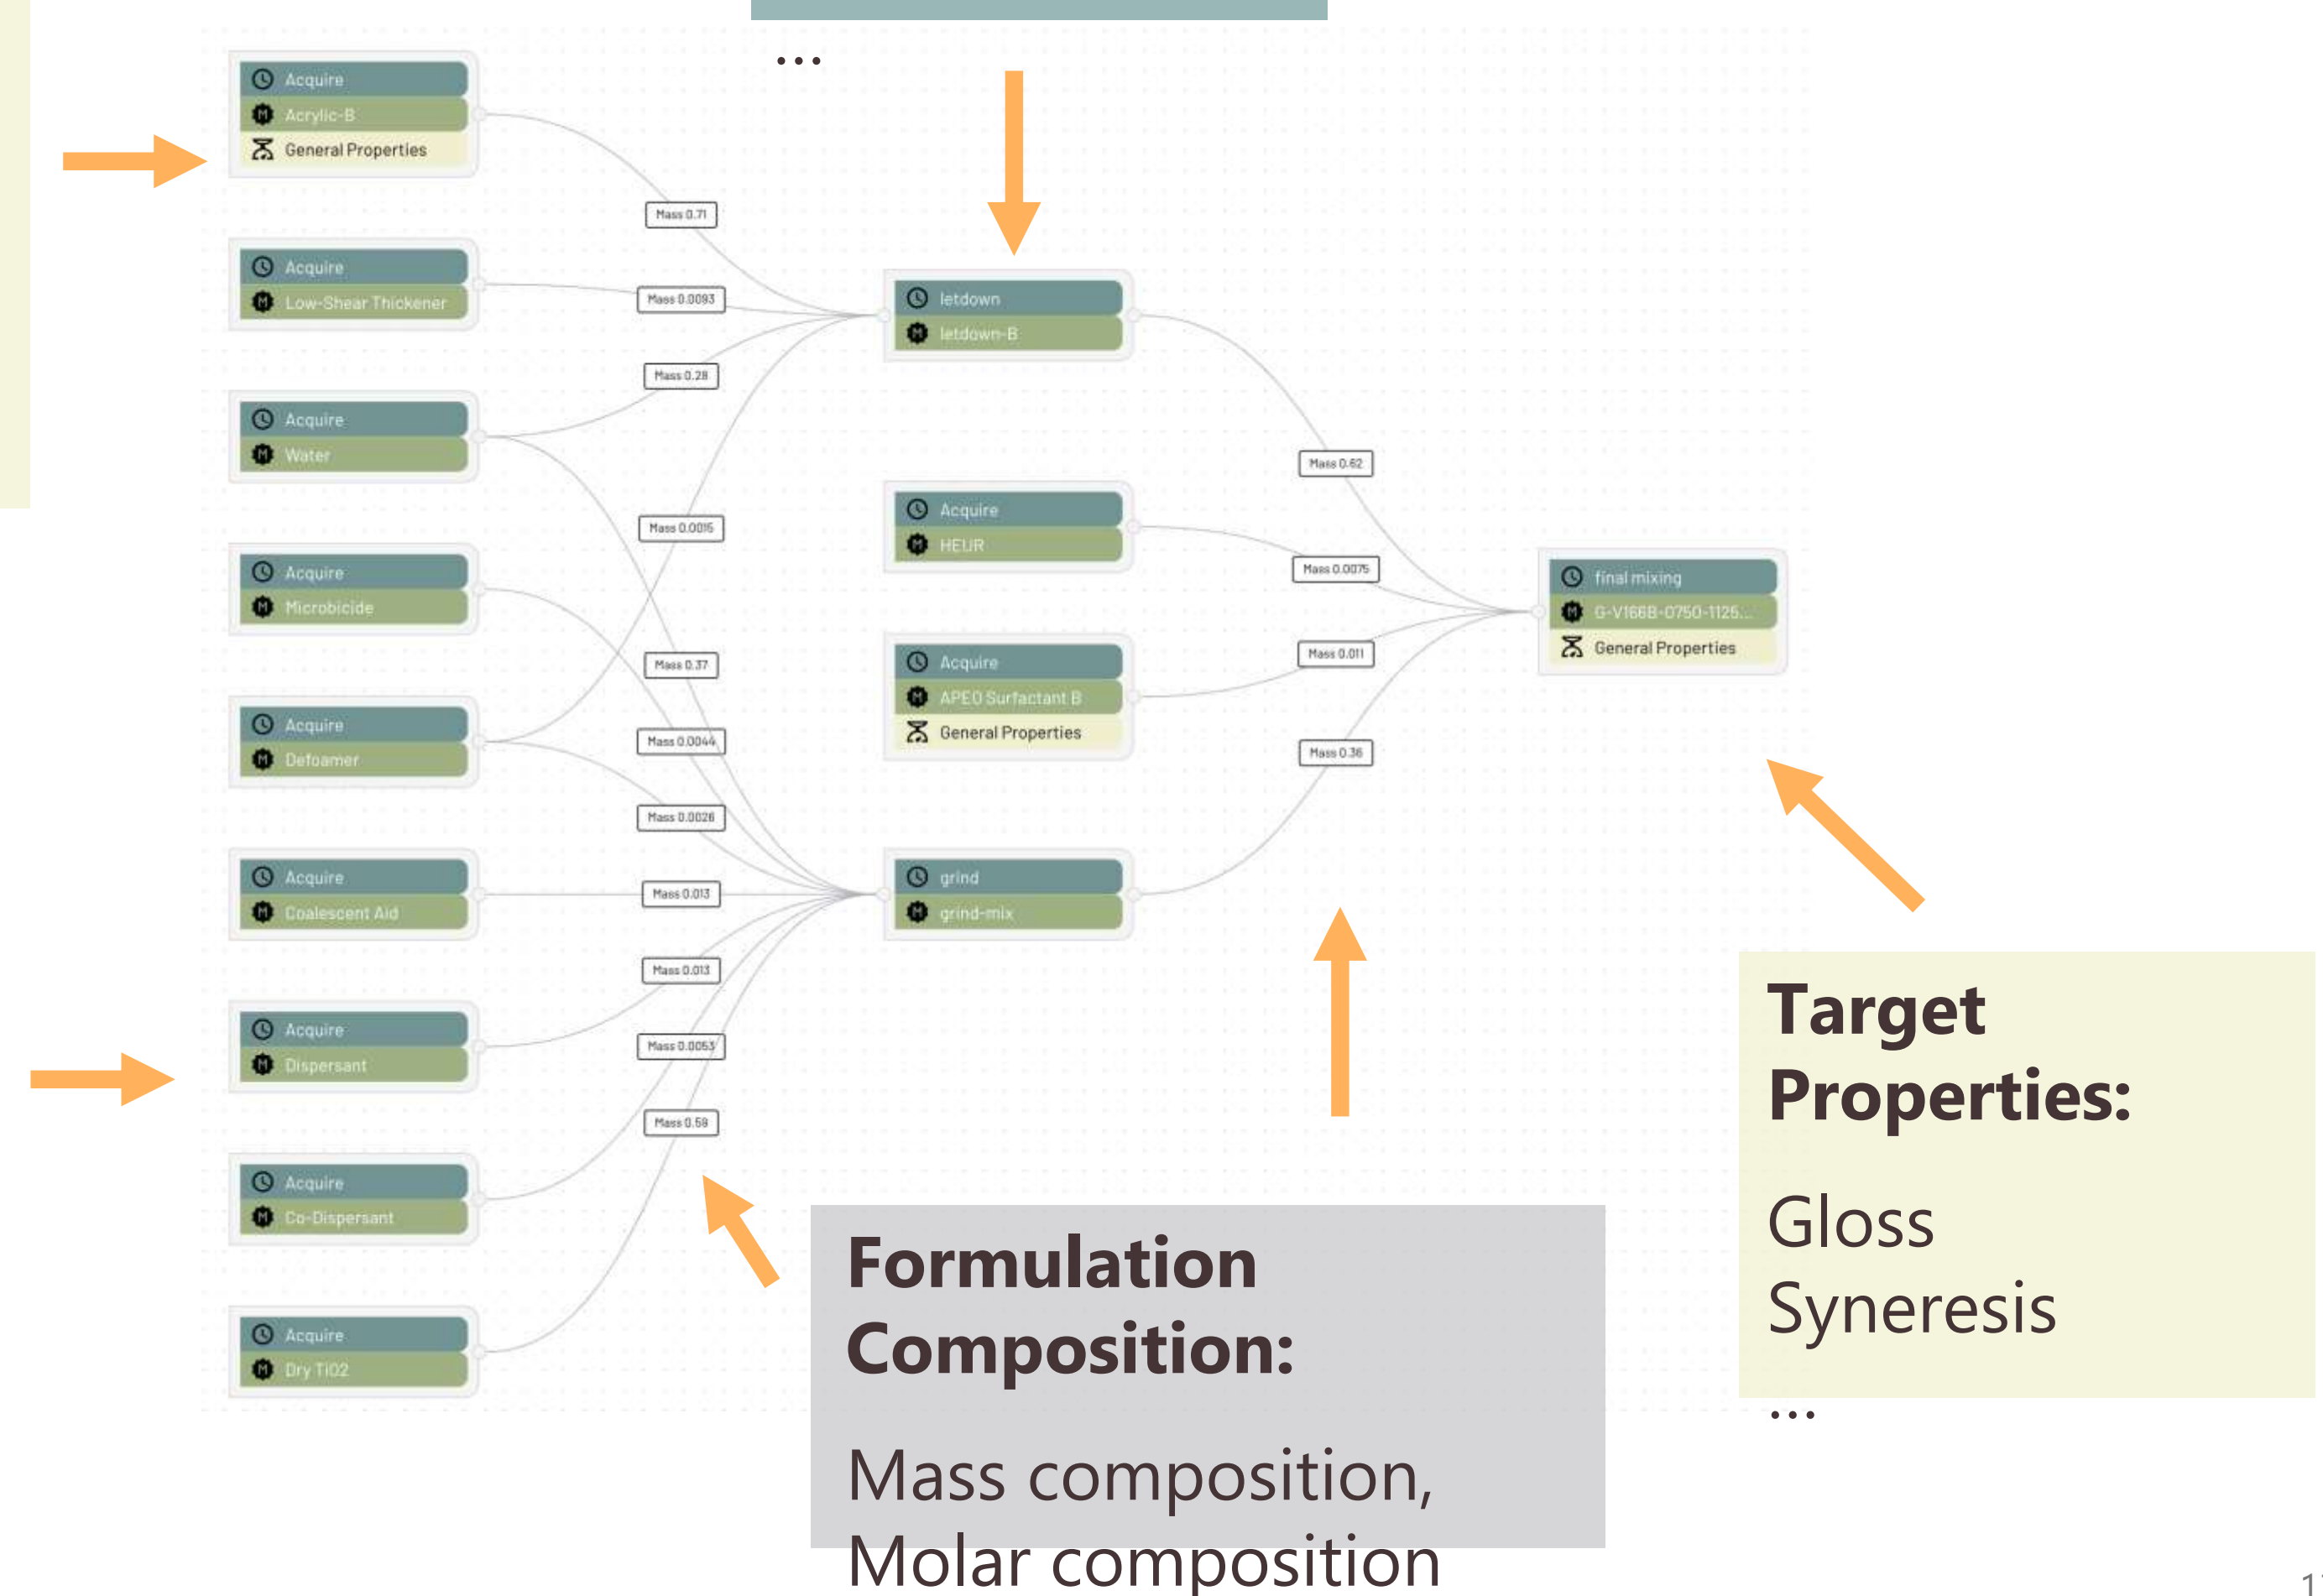 ...
Acquire
Acrylic-B
General Properties
Mass 0.71
Acquire
Low-Shear Thickener
Mass 0.0093
Acquire
Water
Mass 0.28
Mass 0.0015
Acquire
Microbicide
Mass 0.37
Acquire
Defoamer
Mass 0.0044
Mass 0.0026
Acquire
Coalescent Aid
Mass 0.013
Acquire
Dispersant
Mass 0.013
Mass 0.0053
Acquire
Co-Dispersant
Mass 0.59
Acquire
Dry TiO2
letdown
letdown-B
Mass 0.62
Acquire
HEUR
Mass 0.0075
Acquire
APEO Surfactant B
General Properties
Mass 0.011
Mass 0.36
grind
grind-mix
final mixing
G-V166B-0750-1125...
General Properties
Formulation
Composition:
Mass composition,
Molar composition
Target
Properties:
Gloss
Syneresis
...